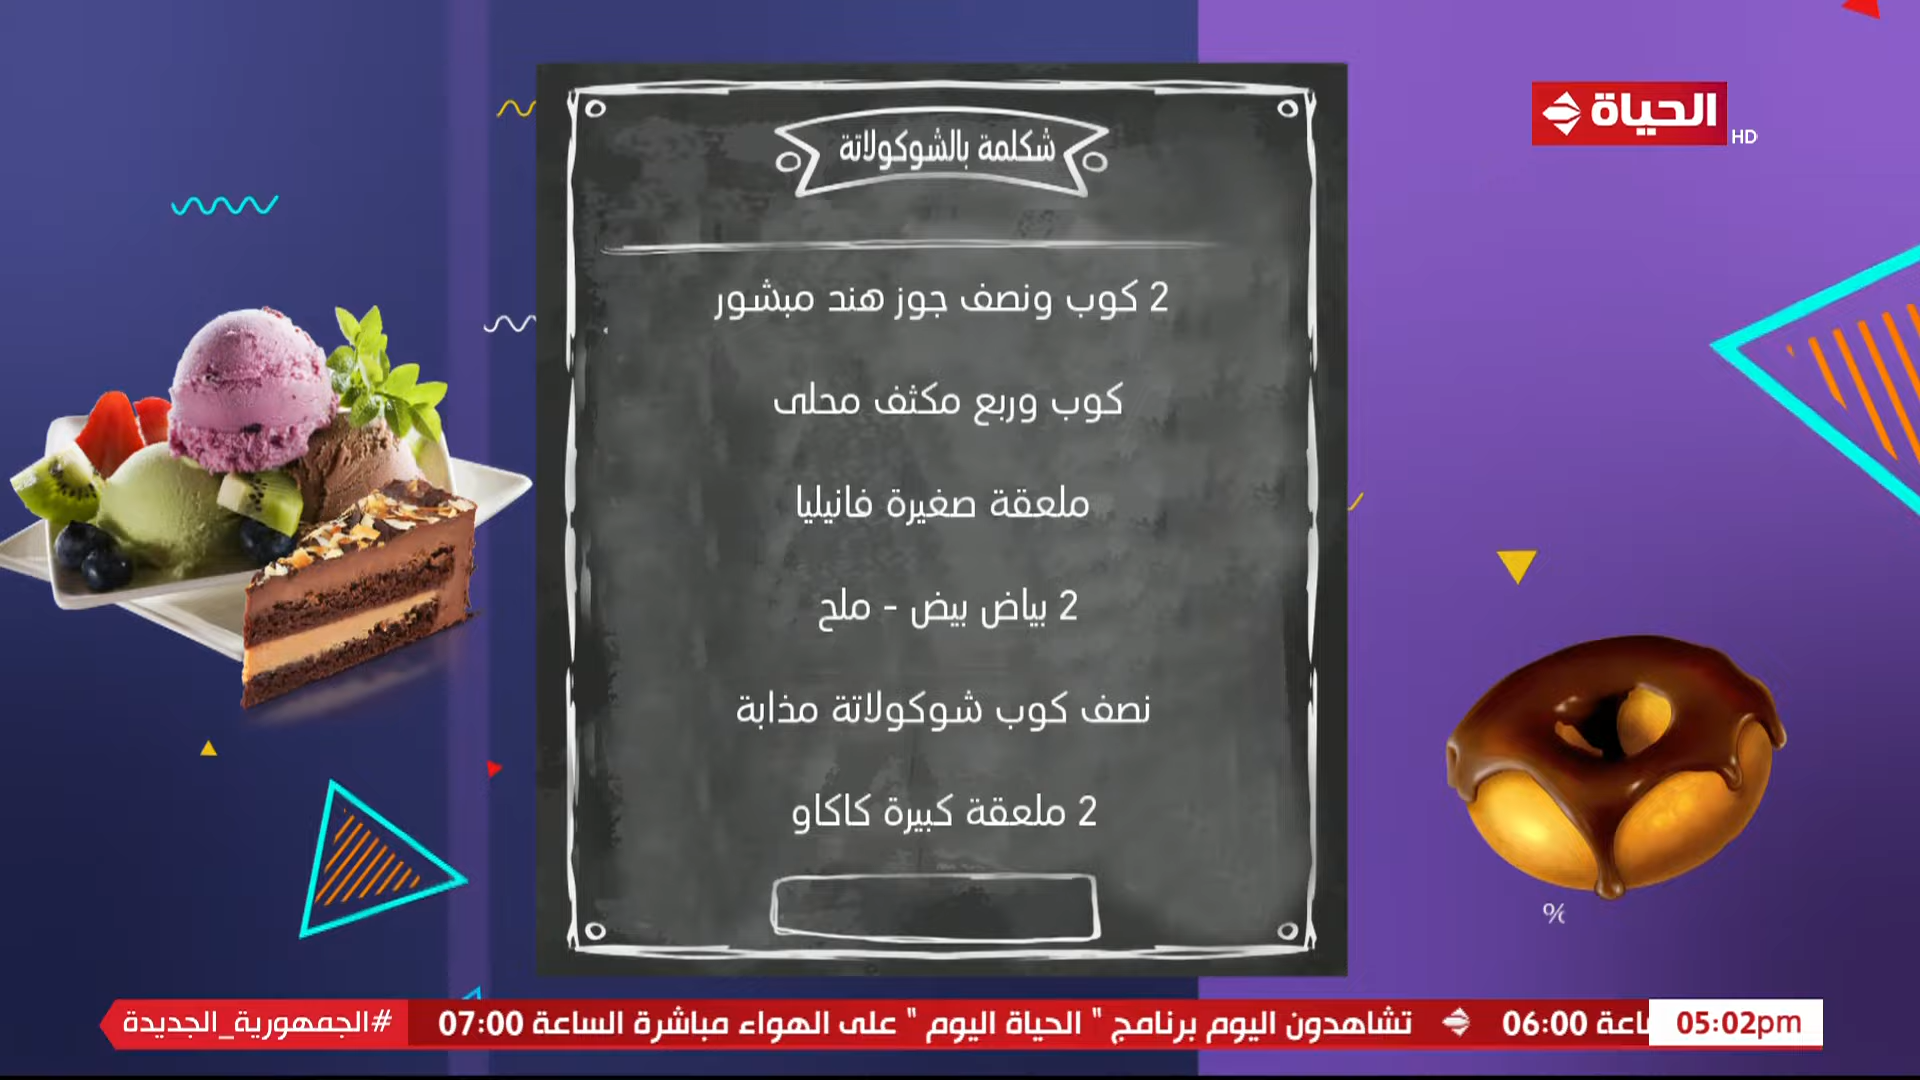 الحياة
HD
شكلمة بالشوكولاتة
2 كوب ونصف جوز هند مبشور
كوب وربع مكثف محلى
ملعقة صغيرة فانيليا
2 بياض بيض - ملح
نصف كوب شوكولاتة مذابة
2 ملعقة كبيرة كاكاو
%
05:02pm
06:00 تشاهدون اليوم برنامج " الحياة اليوم " على الهواء مباشرة الساعة 07:00
#الجمهورية_الجديدة